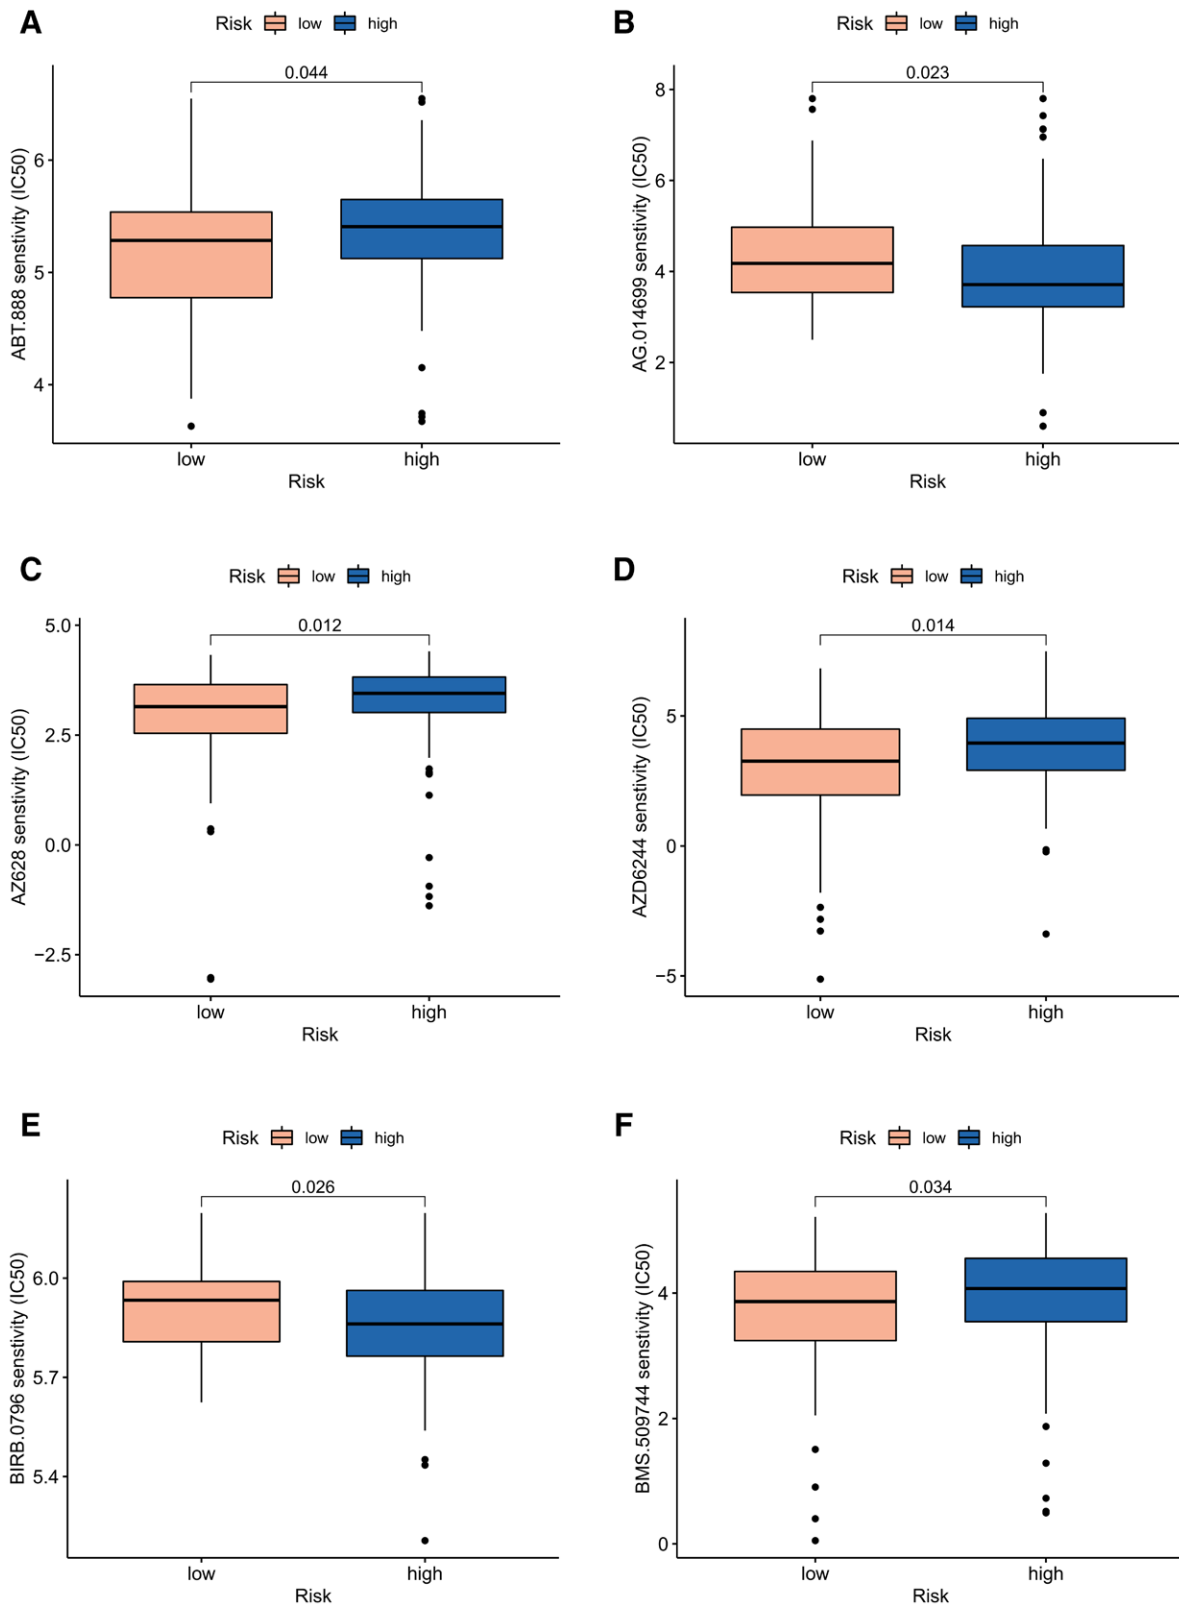 A
Risk low high
0.044
ABT.888 senstivity (IC50)
6
5
4
low high
Risk
B
Risk low high
0.023
AG.014699 senstivity (IC50)
8
6
4
2
low high
Risk
C
Risk low high
0.012
AZ628 senstivity (IC50)
5.0
2.5
0.0
−2.5
low high
Risk
D
Risk low high
0.014
AZD6244 senstivity (IC50)
5
0
−5
low high
Risk
E
Risk low high
0.026
BIRB.0796 senstivity (IC50)
6.0
5.7
5.4
low high
Risk
F
Risk low high
0.034
BMS.509744 senstivity (IC50)
4
2
0
low high
Risk